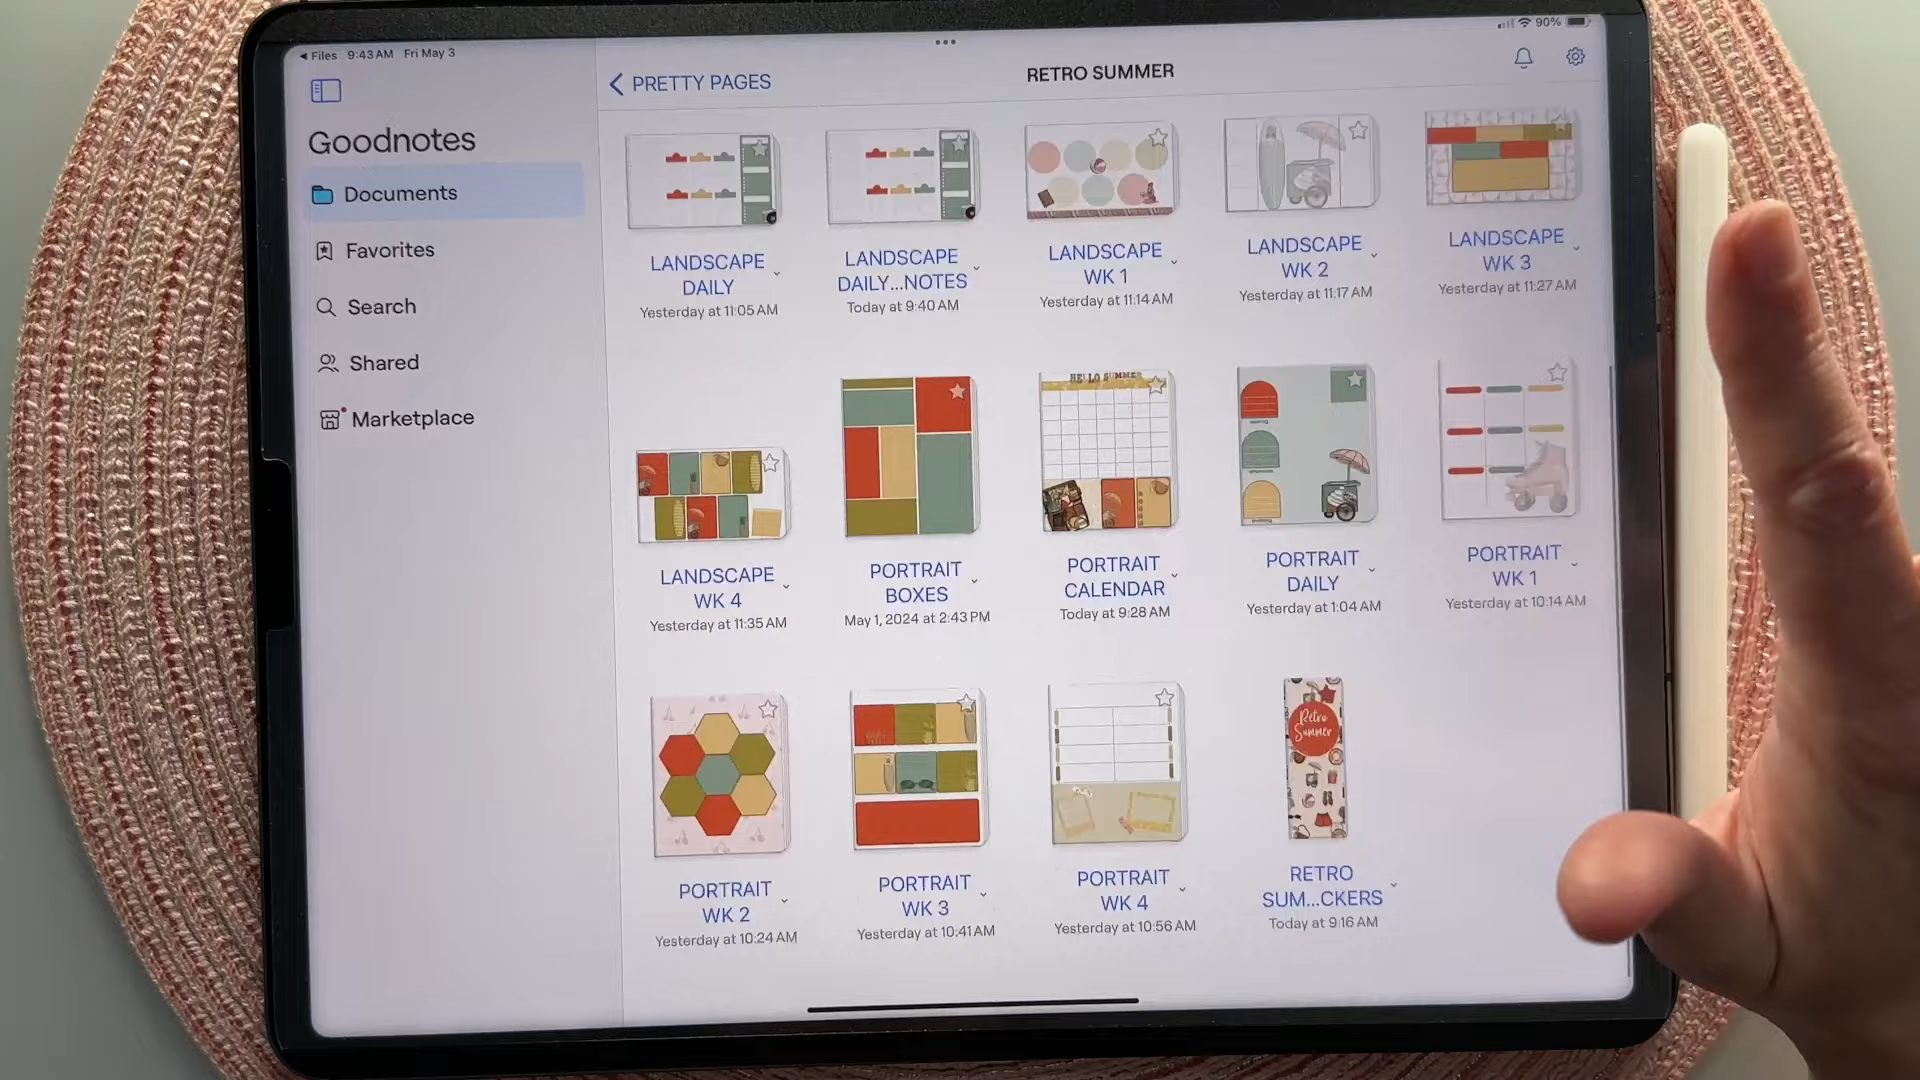 Files 9:43 AM Fri May 3
90%
Goodnotes
Documents
Favorites
Search
Shared
Marketplace
PRETTY PAGES
RETRO SUMMER
LANDSCAPE
DAILY
Yesterday at 11:05 AM
LANDSCAPE
DAILY...NOTES
Today at 9:40 AM
LANDSCAPE
WK 1
Yesterday at 11:14 AM
LANDSCAPE
WK 2
Yesterday at 11:17 AM
LANDSCAPE
WK 3
Yesterday at 11:27 AM
LANDSCAPE
WK 4
Yesterday at 11:35 AM
PORTRAIT
BOXES
May 1, 2024 at 2:43 PM
HELLO SUMMER
PORTRAIT
CALENDAR
Today at 9:28 AM
PORTRAIT
DAILY
Yesterday at 1:04 AM
PORTRAIT
WK 1
Yesterday at 10:14 AM
PORTRAIT
WK 2
Yesterday at 10:24 AM
PORTRAIT
WK 3
Yesterday at 10:41 AM
PORTRAIT
WK 4
Yesterday at 10:56 AM
Retro
Summer
RETRO
SUM...CKERS
Today at 9:16 AM